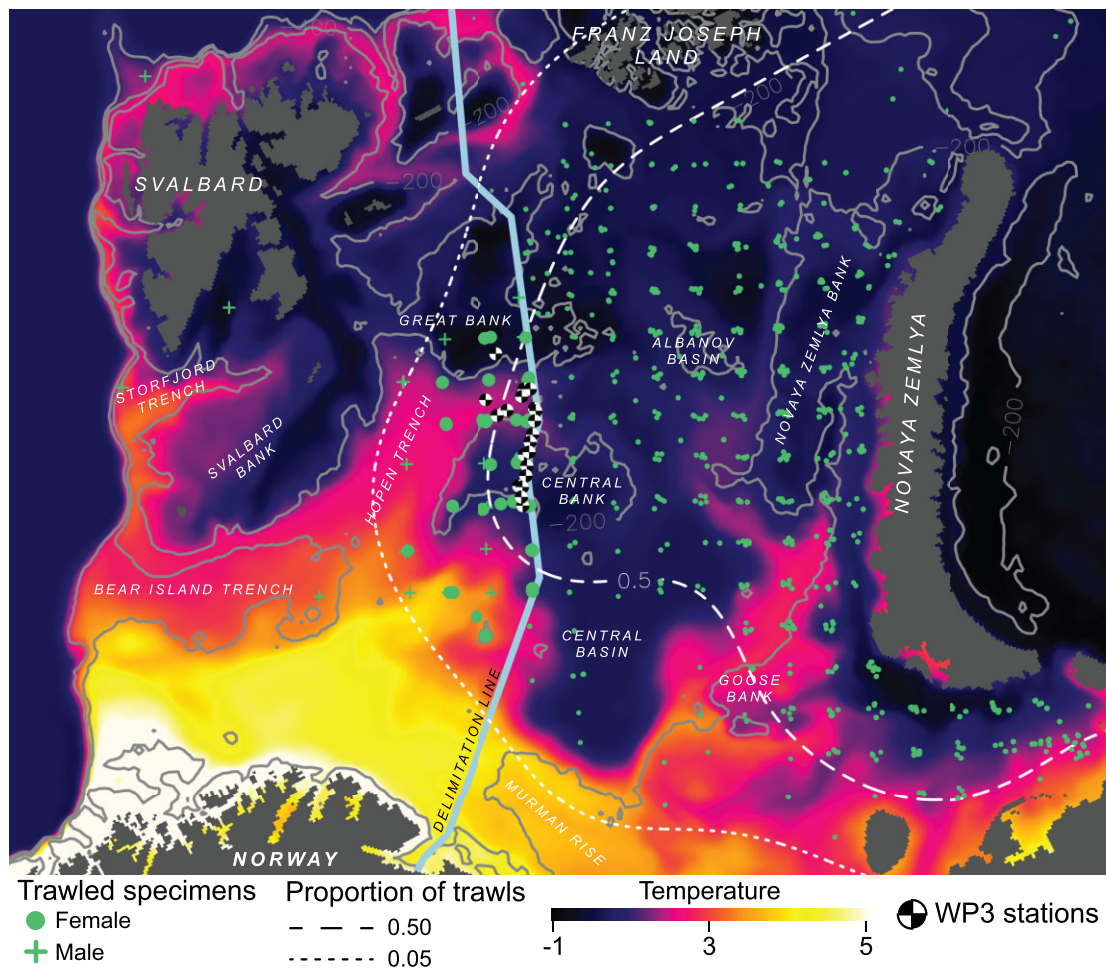 FRANZ JOSEPH
LAND
-100
-200
-200
-200
-200
SVALBARD
GREAT BANK
ALBANOV
BASIN
NOVAYA ZEMLYA BANK
NOVAYA ZEMLYA
-200
STORFJORD
TRENCH
SVALBARD
BANK
HOPEN TRENCH
CENTRAL
BANK
-200
BEAR ISLAND TRENCH
0.5
CENTRAL
BASIN
GOOSE
BANK
DELIMITATION LINE
MURMAN RISE
NORWAY
Trawled specimens
Female
Male
Proportion of trawls
0.50
0.05
Temperature
-1
3
5
WP3 stations